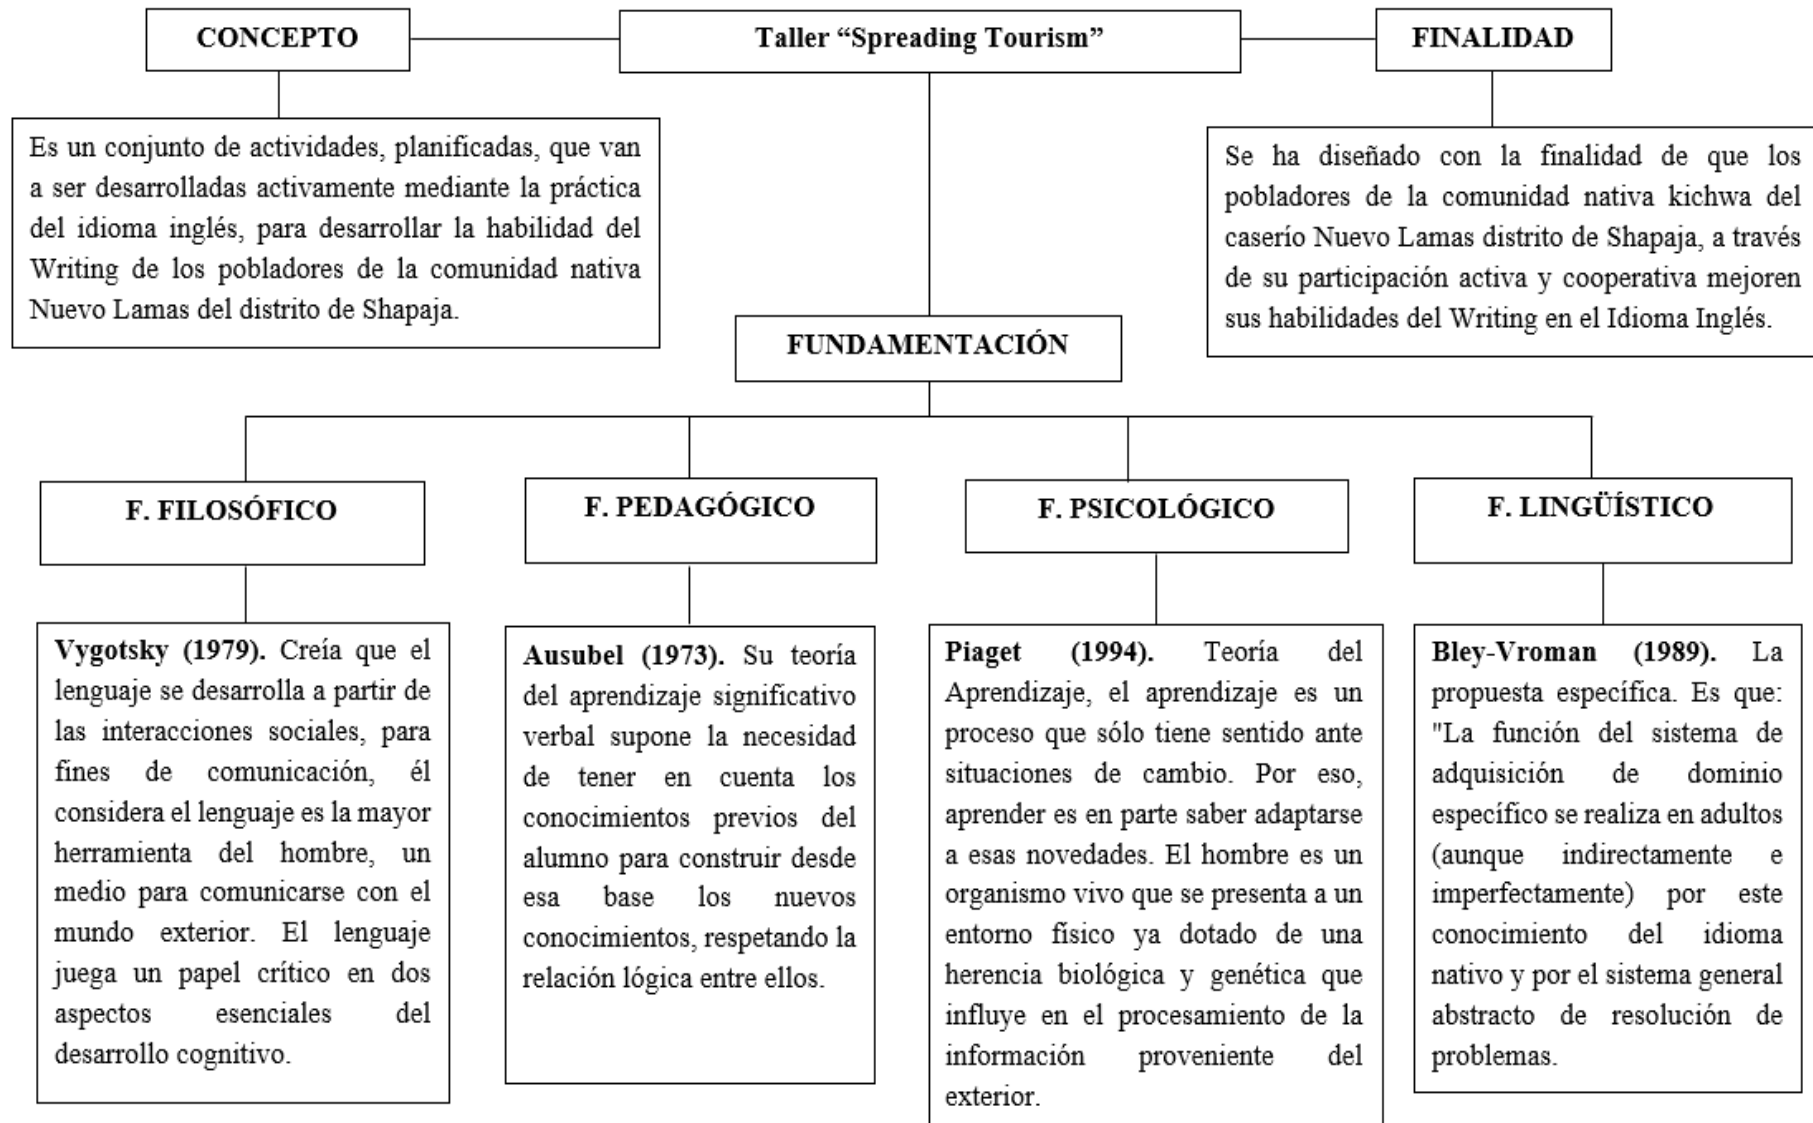 CONCEPTO
Taller “Spreading Tourism”
FINALIDAD
Es un conjunto de actividades, planificadas, que van
a ser desarrolladas activamente mediante la práctica
del idioma inglés, para desarrollar la habilidad del
Writing de los pobladores de la comunidad nativa
Nuevo Lamas del distrito de Shapaja.
Se ha diseñado con la finalidad de que los
pobladores de la comunidad nativa kichwa del
caserío Nuevo Lamas distrito de Shapaja, a través
de su participación activa y cooperativa mejoren
sus habilidades del Writing en el Idioma Inglés.
FUNDAMENTACIÓN
F. FILOSÓFICO
F. PEDAGÓGICO
F. PSICOLÓGICO
F. LINGÜÍSTICO
Vygotsky (1979). Creía que el
lenguaje se desarrolla a partir de
las interacciones sociales, para
fines de comunicación, él
considera el lenguaje es la mayor
herramienta del hombre, un
medio para comunicarse con el
mundo exterior. El lenguaje
juega un papel crítico en dos
aspectos esenciales del
desarrollo cognitivo.
Ausubel (1973). Su teoría
del aprendizaje significativo
verbal supone la necesidad
de tener en cuenta los
conocimientos previos del
alumno para construir desde
esa base los nuevos
conocimientos, respetando la
relación lógica entre ellos.
Piaget (1994). Teoría del
Aprendizaje, el aprendizaje es un
proceso que sólo tiene sentido ante
situaciones de cambio. Por eso,
aprender es en parte saber adaptarse
a esas novedades. El hombre es un
organismo vivo que se presenta a un
entorno físico ya dotado de una
herencia biológica y genética que
influye en el procesamiento de la
información proveniente del
exterior.
Bley-Vroman (1989). La
propuesta específica. Es que:
"La función del sistema de
adquisición de dominio
específico se realiza en adultos
(aunque indirectamente e
imperfectamente) por este
conocimiento del idioma
nativo y por el sistema general
abstracto de resolución de
problemas.